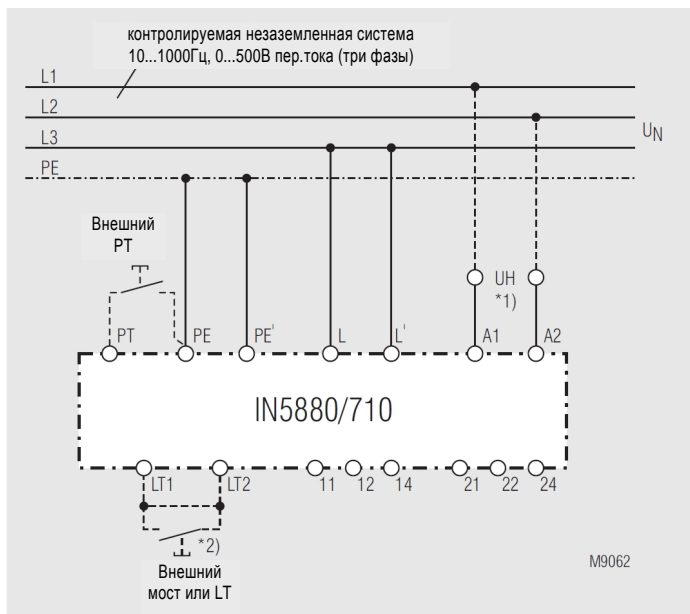 контролируемая незаземленная система
10...1000Гц, 0...500В пер.тока (три фазы)
L1
L2
L3
PE
UN
Внешний
PT
UH
*1)
PT
PE
PE'
L
L'
A1
A2
IN5880/710
LT1
LT2
11
12
14
21
22
24
*2)
Внешний
мост или LT
M9062